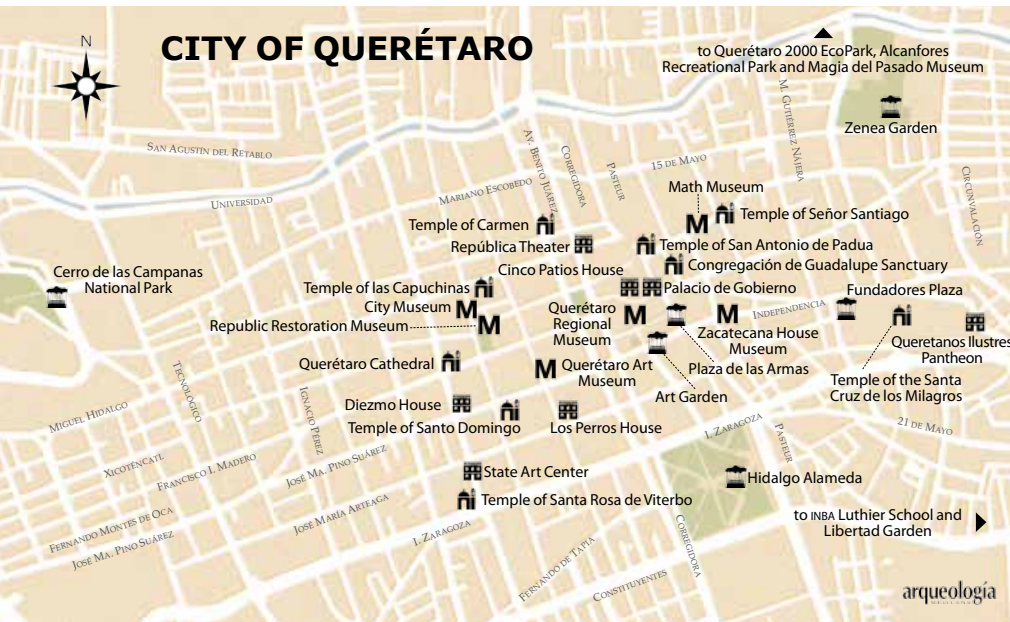 N
CITY OF QUERÉTARO
to Querétaro 2000 EcoPark, Alcanfores
Recreational Park and Magia del Pasado Museum
Zenea Garden
M. GUTIÉRREZ NÁJERA
CIRCUNVALACIÓN
SAN AGUSTÍN DEL RETABLO
UNIVERSIDAD
MARIANO ESCOBEDO
AV. BENITO JUÁREZ
CORREGIDORA
PASTEUR
15 DE MAYO
Math Museum
M
Temple of Señor Santiago
Temple of Carmen
República Theater
Temple of San Antonio de Padua
Cinco Patios House
Congregación de Guadalupe Sanctuary
Cerro de las Campanas
National Park
Temple of las Capuchinas
Palacio de Gobierno
Fundadores Plaza
City Museum M
Republic Restoration Museum M
Querétaro
Regional
Museum
M
M
INDEPENDENCIA
Zacatecana House
Museum
Queretanos Ilustres
Pantheon
Querétaro Cathedral
M Querétaro Art
Museum
Plaza de las Armas
Art Garden
Temple of the Santa
Cruz de los Milagros
TECNOLÓGICO
IGNACIO PÉREZ
MIGUEL HIDALGO
Diezmo House
Temple of Santo Domingo
Los Perros House
I. ZARAGOZA
PASTEUR
21 DE MAYO
XICOTÉNCATL
FRANCISCO I. MADERO
JOSÉ MA. PINO SUÁREZ
State Art Center
Temple of Santa Rosa de Viterbo
Hidalgo Alameda
FERNANDO MONTES DE OCA
JOSÉ MA. PINO SUÁREZ
JOSÉ MARÍA ARTEAGA
I. ZARAGOZA
to INBA Luthier School and
Libertad Garden
CORREGIDORA
FERNANDO DE TAPIA
CONSTITUYENTES
arqueología